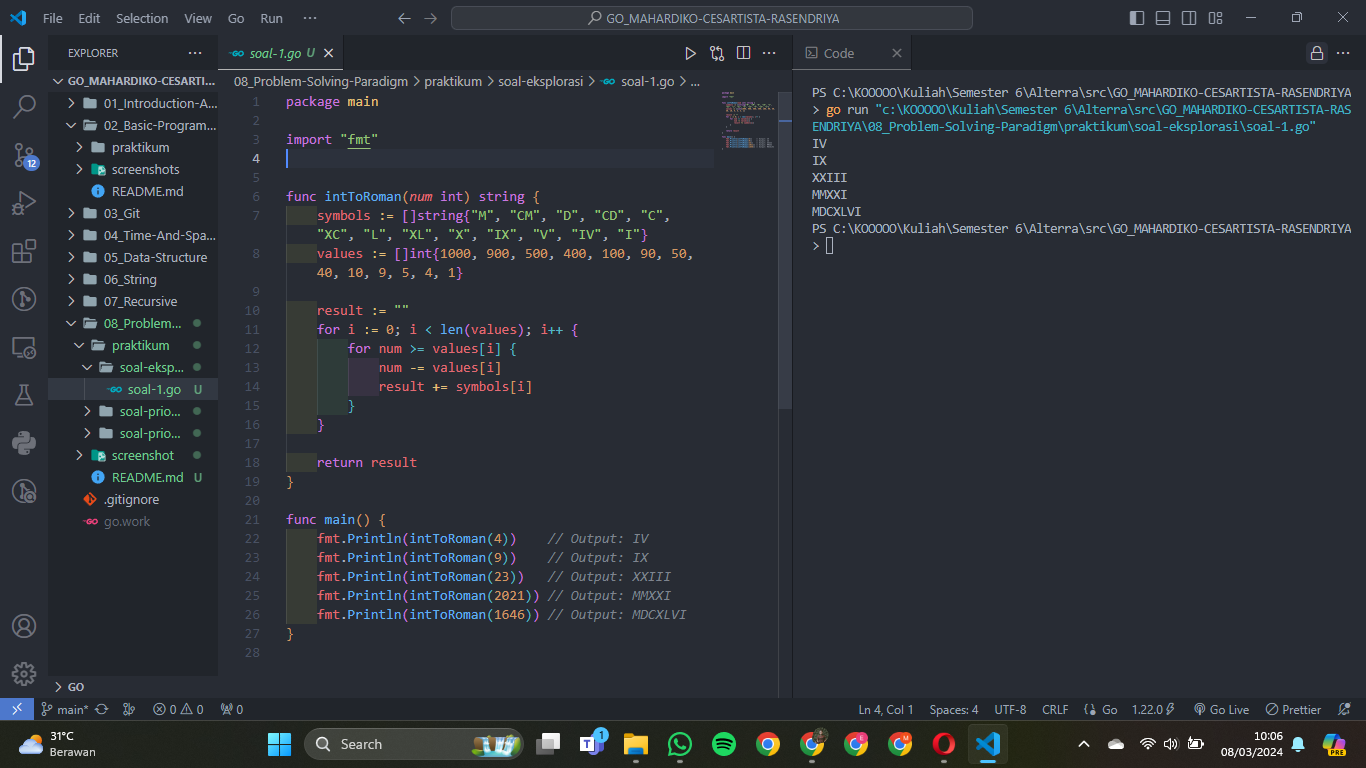 File Edit Selection View Go Run ···
GO_MAHARDIKO-CESARTISTA-RASENDRIYA
EXPLORER ···
GO_MAHARDIKO-CESARTI...
01_Introduction-A...
02_Basic-Program...
praktikum
screenshots
README.md
03_Git
04_Time-And-Spa...
05_Data-Structure
06_String
07_Recursive
08_Problem...
praktikum
soal-eksp...
soal-1.go U
soal-prio...
soal-prio...
screenshot
README.md U
.gitignore
go.work
GO
12
soal-1.go U
08_Problem-Solving-Paradigm > praktikum > soal-eksplorasi > soal-1.go > ...
1 package main
2
3 import "fmt"
4
5
6 func intToRoman(num int) string {
7 symbols := []string{"M", "CM", "D", "CD", "C",
"XC", "L", "XL", "X", "IX", "V", "IV", "I"}
8 values := []int{1000, 900, 500, 400, 100, 90, 50,
40, 10, 9, 5, 4, 1}
9
10 result := ""
11 for i := 0; i < len(values); i++ {
12 for num >= values[i] {
13 num -= values[i]
14 result += symbols[i]
15 }
16 }
17
18 return result
19 }
20
21 func main() {
22 fmt.Println(intToRoman(4)) // Output: IV
23 fmt.Println(intToRoman(9)) // Output: IX
24 fmt.Println(intToRoman(23)) // Output: XXIII
25 fmt.Println(intToRoman(2021)) // Output: MMXXI
26 fmt.Println(intToRoman(1646)) // Output: MDCXLVI
27 }
28
Code
PS C:\KOOOOO\Kuliah\Semester 6\Alterra\src\GO_MAHARDIKO-CESARTISTA-RASENDRIYA
> go run "c:\KOOOOO\Kuliah\Semester 6\Alterra\src\GO_MAHARDIKO-CESARTISTA-RAS
ENDRIYA\08_Problem-Solving-Paradigm\praktikum\soal-eksplorasi\soal-1.go"
IV
IX
XXIII
MMXXI
MDCXLVI
PS C:\KOOOOO\Kuliah\Semester 6\Alterra\src\GO_MAHARDIKO-CESARTISTA-RASENDRIYA
>
main* 0 0 0 Ln 4, Col 1 Spaces: 4 UTF-8 CRLF Go 1.22.0 Go Live Prettier
31°C
Berawan
Search
1
10:06
08/03/2024
PRE